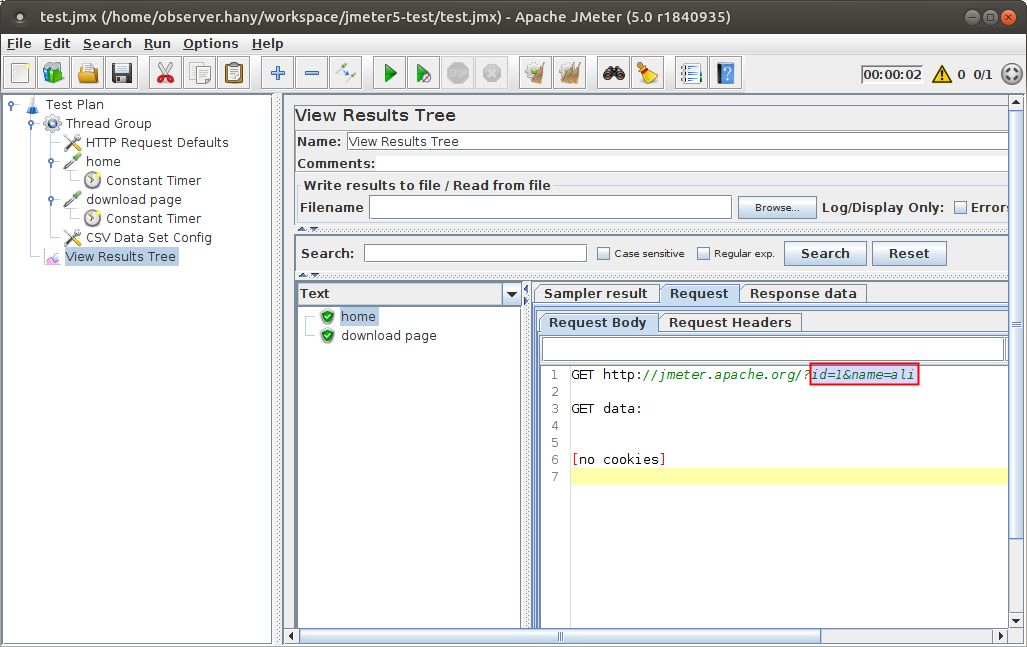 test.jmx (/home/observer.hany/workspace/jmeter5-test/test.jmx) - Apache JMeter (5.0 r1840935)
File Edit Search Run Options Help
STOP 00:00:02 0 0/1
Test Plan
Thread Group
HTTP Request Defaults
home
Constant Timer
download page
Constant Timer
CSV Data Set Config
View Results Tree
View Results Tree
Name: View Results Tree
Comments:
Write results to file / Read from file
Filename Browse... Log/Display Only: Errors
Search: Case sensitive Regular exp. Search Reset
Text
home
download page
Sampler result Request Response data
Request Body Request Headers
1 GET http://jmeter.apache.org/?id=1&name=ali
2
3 GET data:
4
5
6 [no cookies]
7